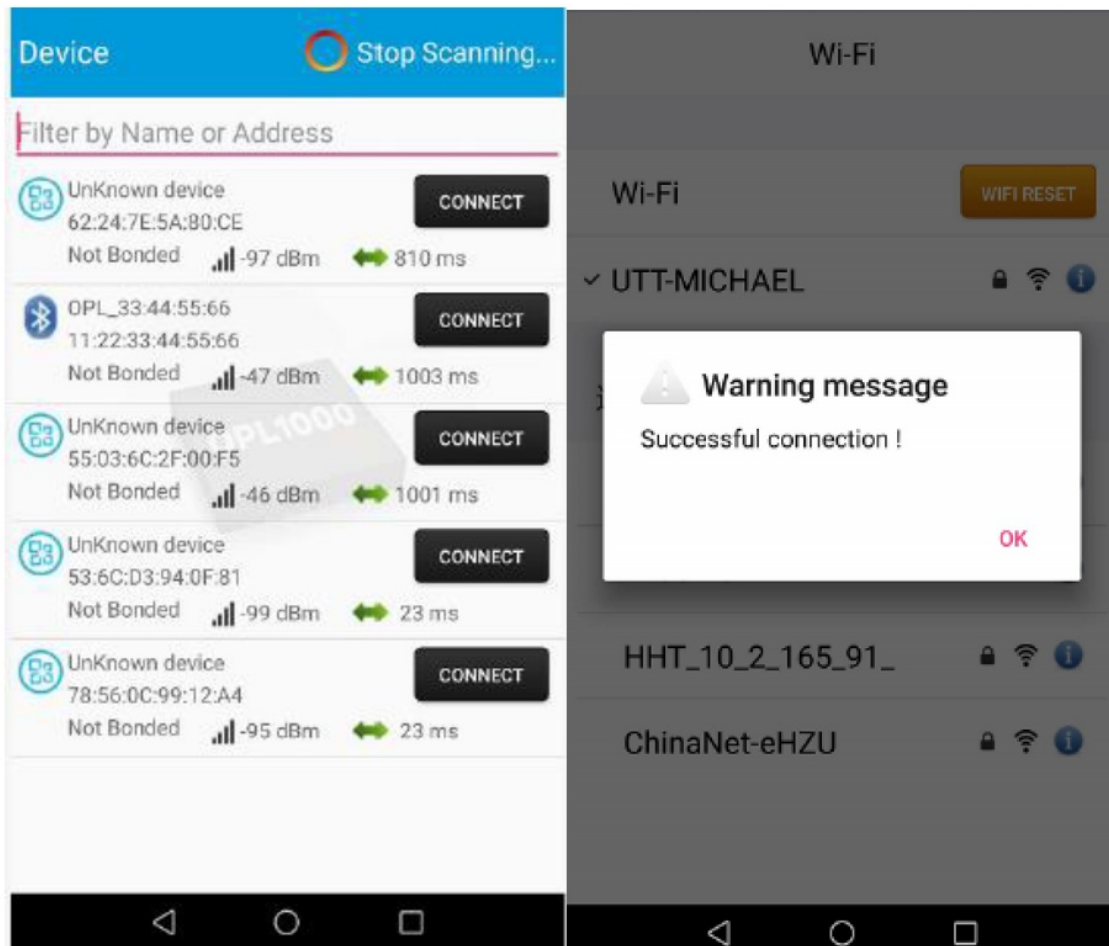 Device
Stop Scanning...
Filter by Name or Address
UnKnown device
62:24:7E:5A:80:CE
CONNECT
Not Bonded -97 dBm 810 ms
OPL_33:44:55:66
11:22:33:44:55:66
CONNECT
Not Bonded -47 dBm 1003 ms
UnKnown device
55:03:6C:2F:00:F5
CONNECT
Not Bonded -46 dBm 1001 ms
UnKnown device
53:6C:D3:94:0F:81
CONNECT
Not Bonded -99 dBm 23 ms
UnKnown device
78:56:0C:99:12:A4
CONNECT
Not Bonded -95 dBm 23 ms
OPL1000
Wi-Fi
Wi-Fi
WIFI RESET
UTT-MICHAEL
Warning message
Successful connection !
OK
HHT_10_2_165_91_
ChinaNet-eHZU